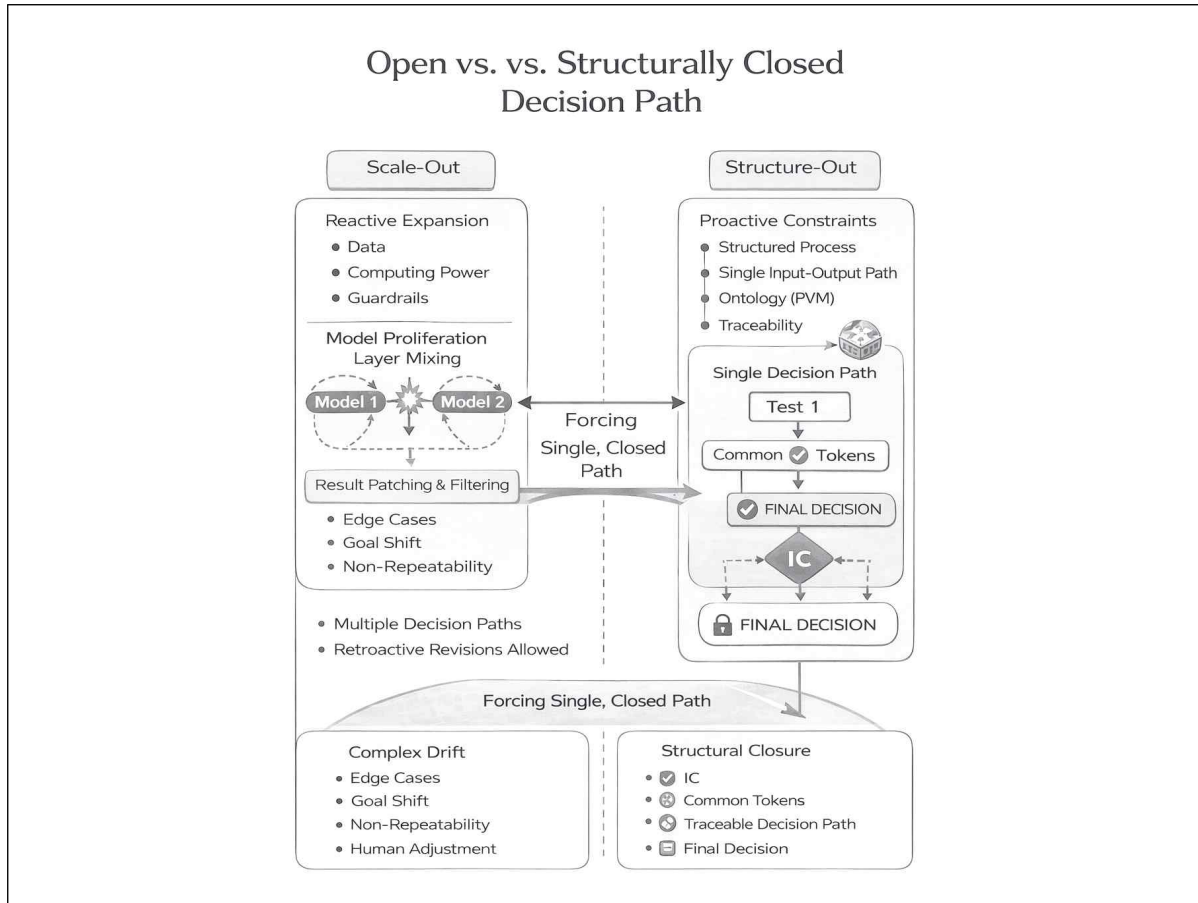 Open vs. vs. Structurally Closed
Decision Path
Scale-Out
Reactive Expansion
Data
Computing Power
Guardrails
Model Proliferation
Layer Mixing
Model 1
Model 2
Result Patching & Filtering
Edge Cases
Goal Shift
Non-Repeatability
Multiple Decision Paths
Retroactive Revisions Allowed
Forcing
Single, Closed
Path
Structure-Out
Proactive Constraints
Structured Process
Single Input-Output Path
Ontology (PVM)
Traceability
Single Decision Path
Test 1
Common Tokens
FINAL DECISION
IC
FINAL DECISION
Forcing Single, Closed Path
Complex Drift
Edge Cases
Goal Shift
Non-Repeatability
Human Adjustment
Structural Closure
IC
Common Tokens
Traceable Decision Path
Final Decision